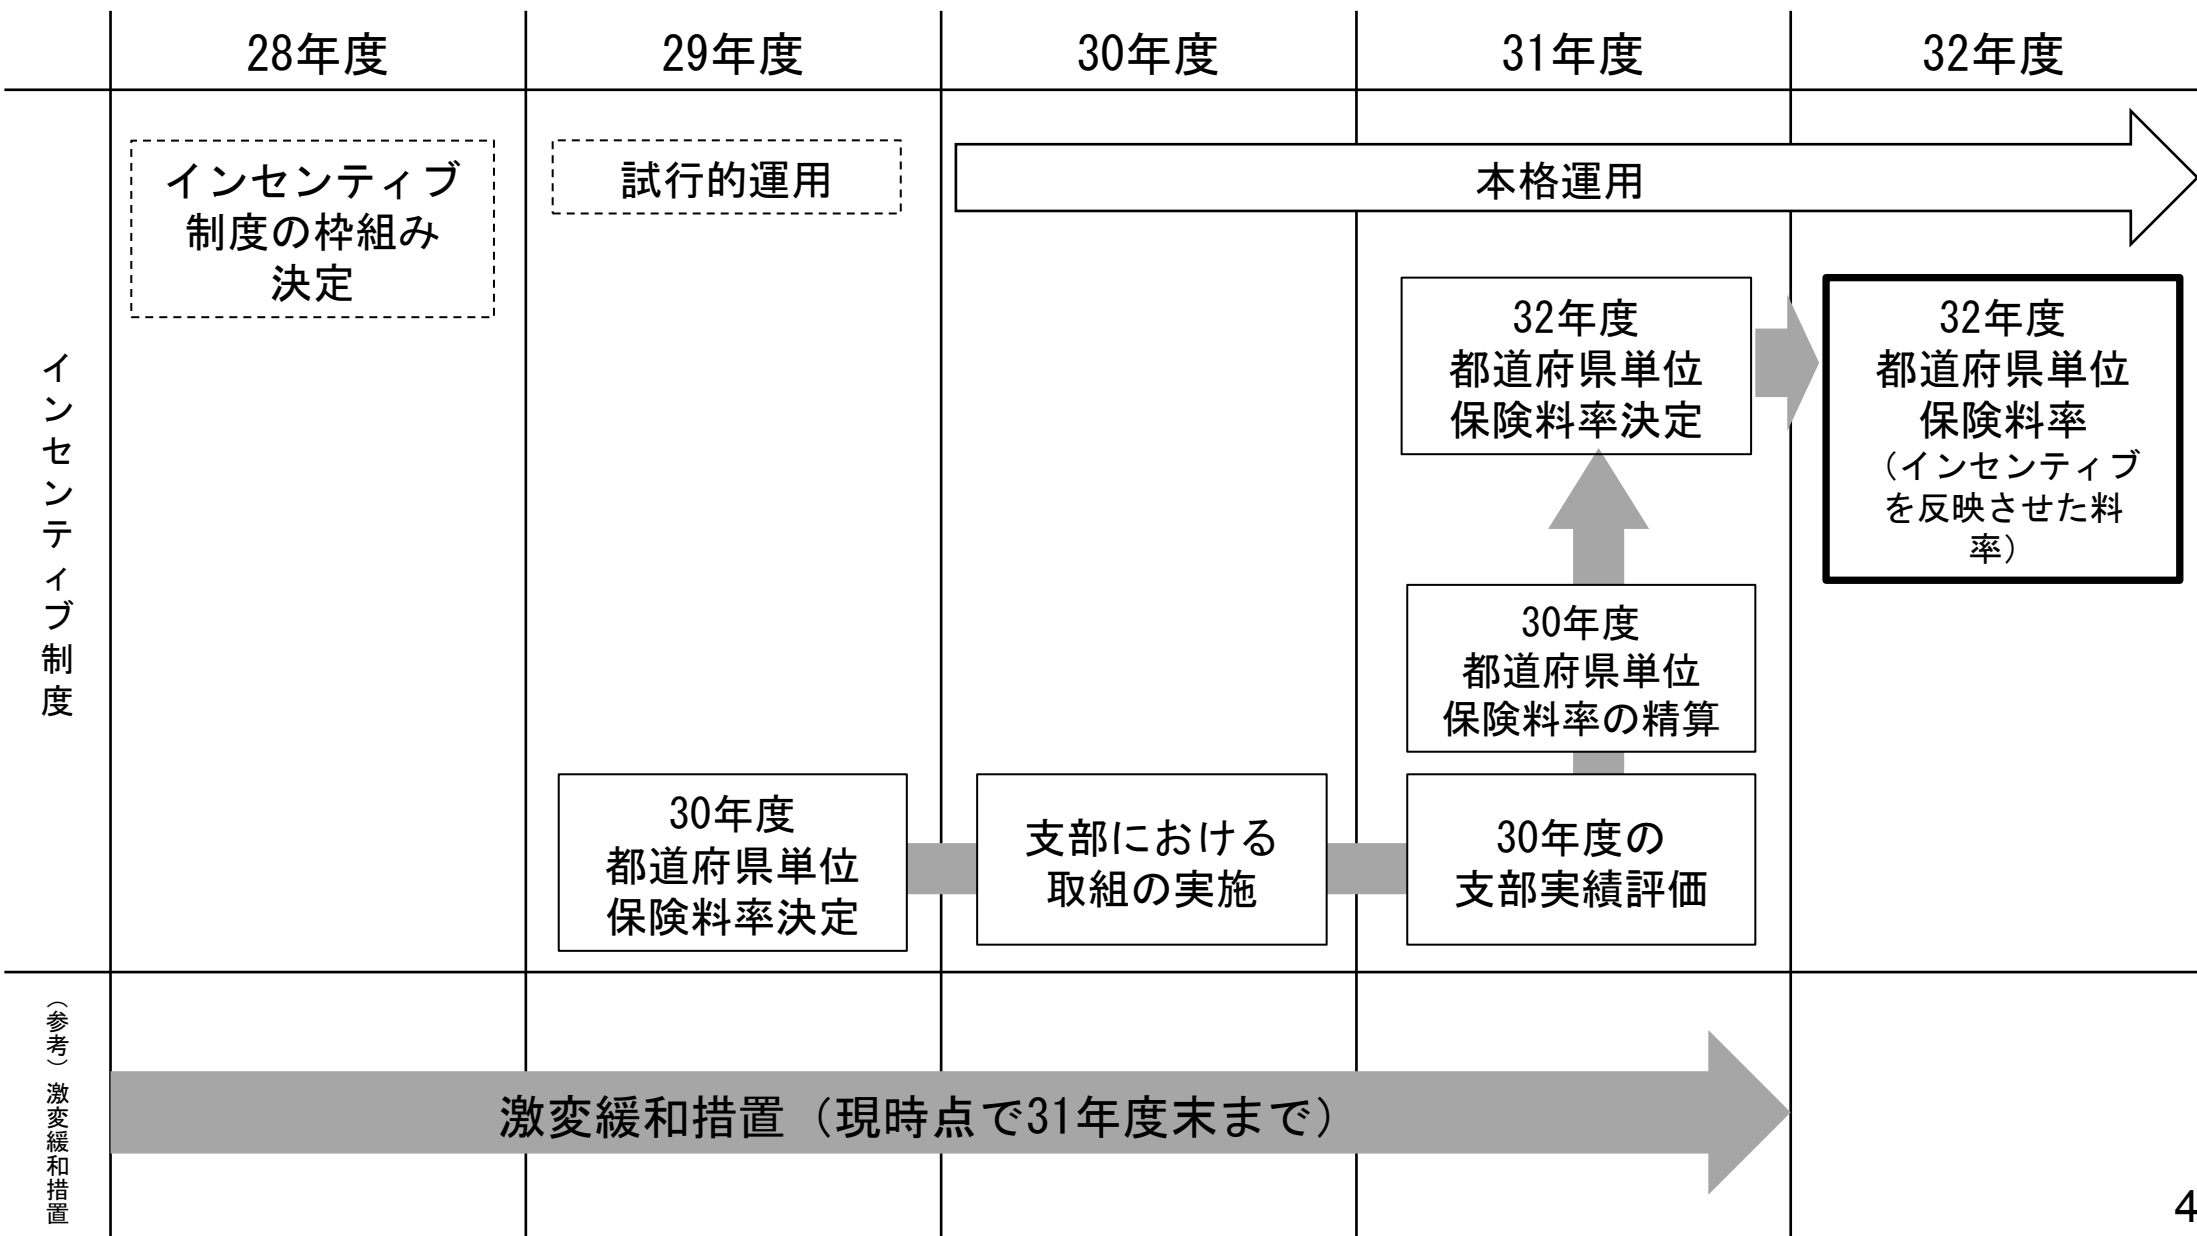 28年度
29年度
30年度
31年度
32年度
インセンティブ制度
インセンティブ
制度の枠組み
決定
試行的運用
本格運用
32年度
都道府県単位
保険料率決定
32年度
都道府県単位
保険料率
（インセンティブ
を反映させた料
率）
30年度
都道府県単位
保険料率の精算
30年度
都道府県単位
保険料率決定
支部における
取組の実施
30年度の
支部実績評価
（参考）激変緩和措置
激変緩和措置（現時点で31年度末まで）
4